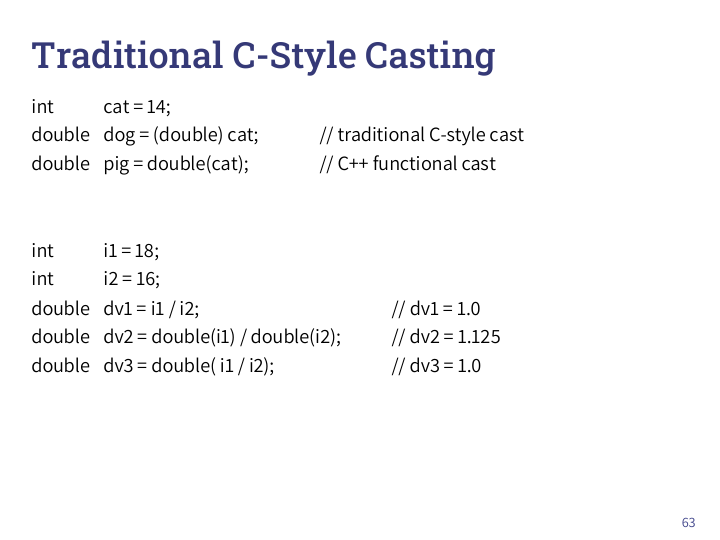 Traditional C-Style Casting
int cat = 14;
double dog = (double) cat; // traditional C-style cast
double pig = double(cat); // C++ functional cast
int i1 = 18;
int i2 = 16;
double dv1 = i1 / i2; // dv1 = 1.0
double dv2 = double(i1) / double(i2); // dv2 = 1.125
double dv3 = double( i1 / i2); // dv3 = 1.0
63